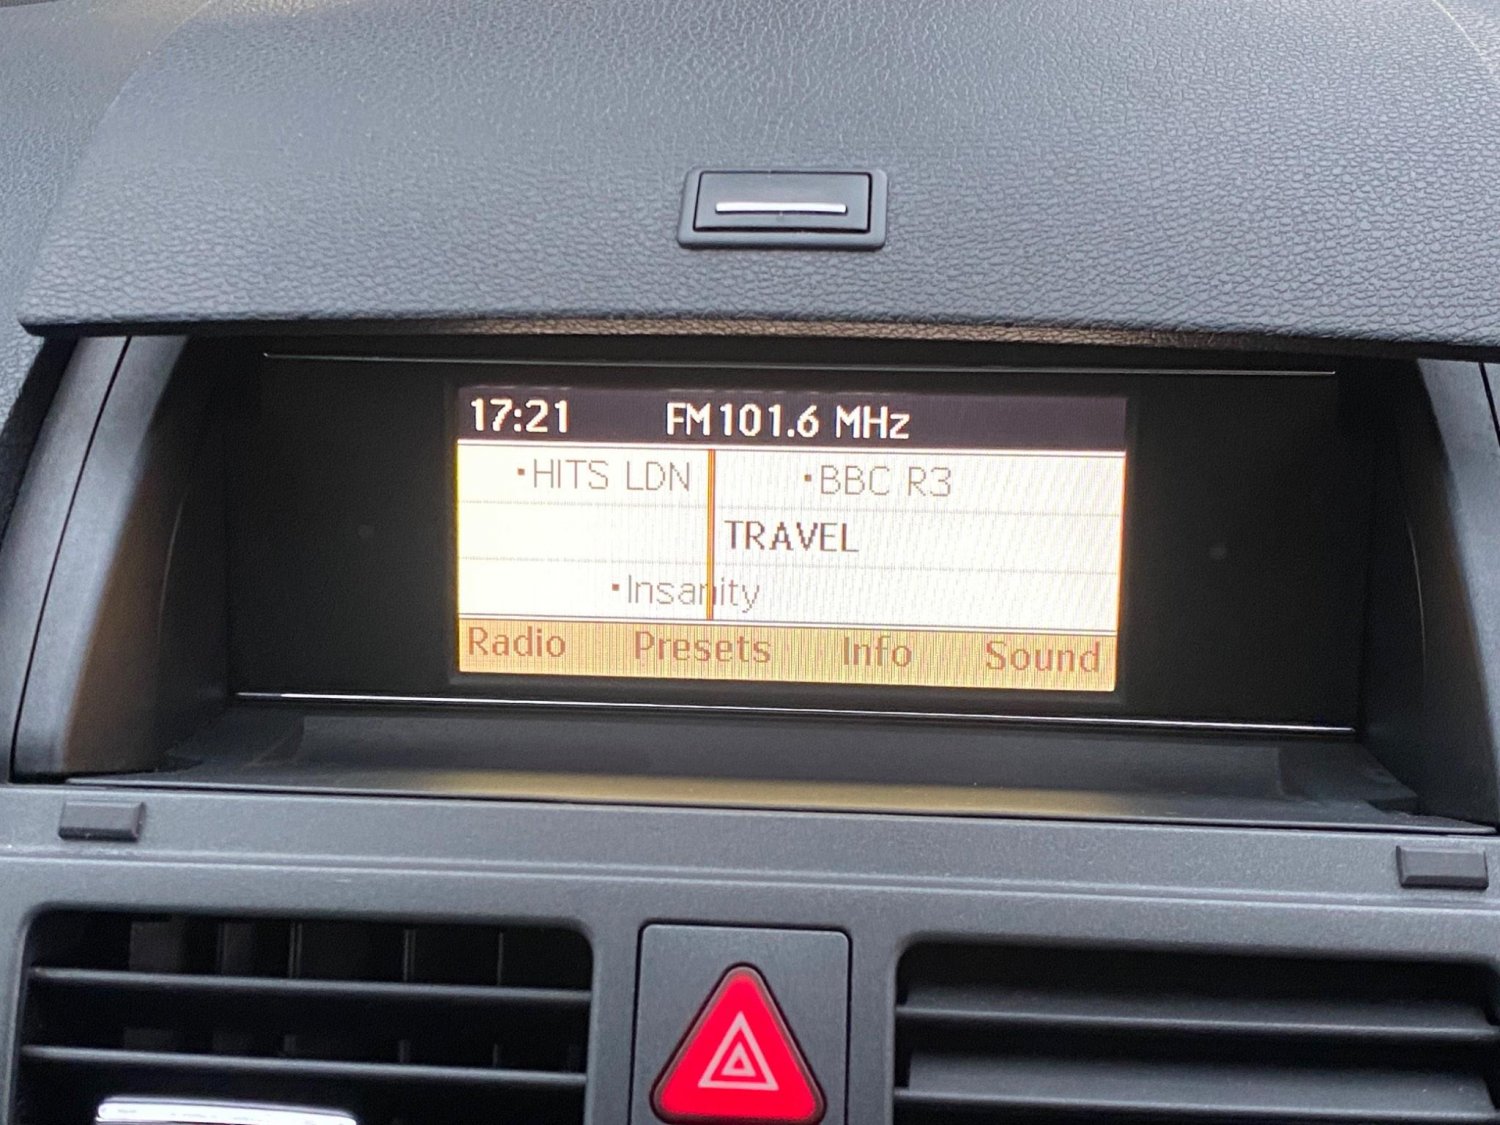 17:21 FM101.6 MHz
·HITS LDN ·BBC R3
TRAVEL
·Insanity
Radio Presets Info Sound